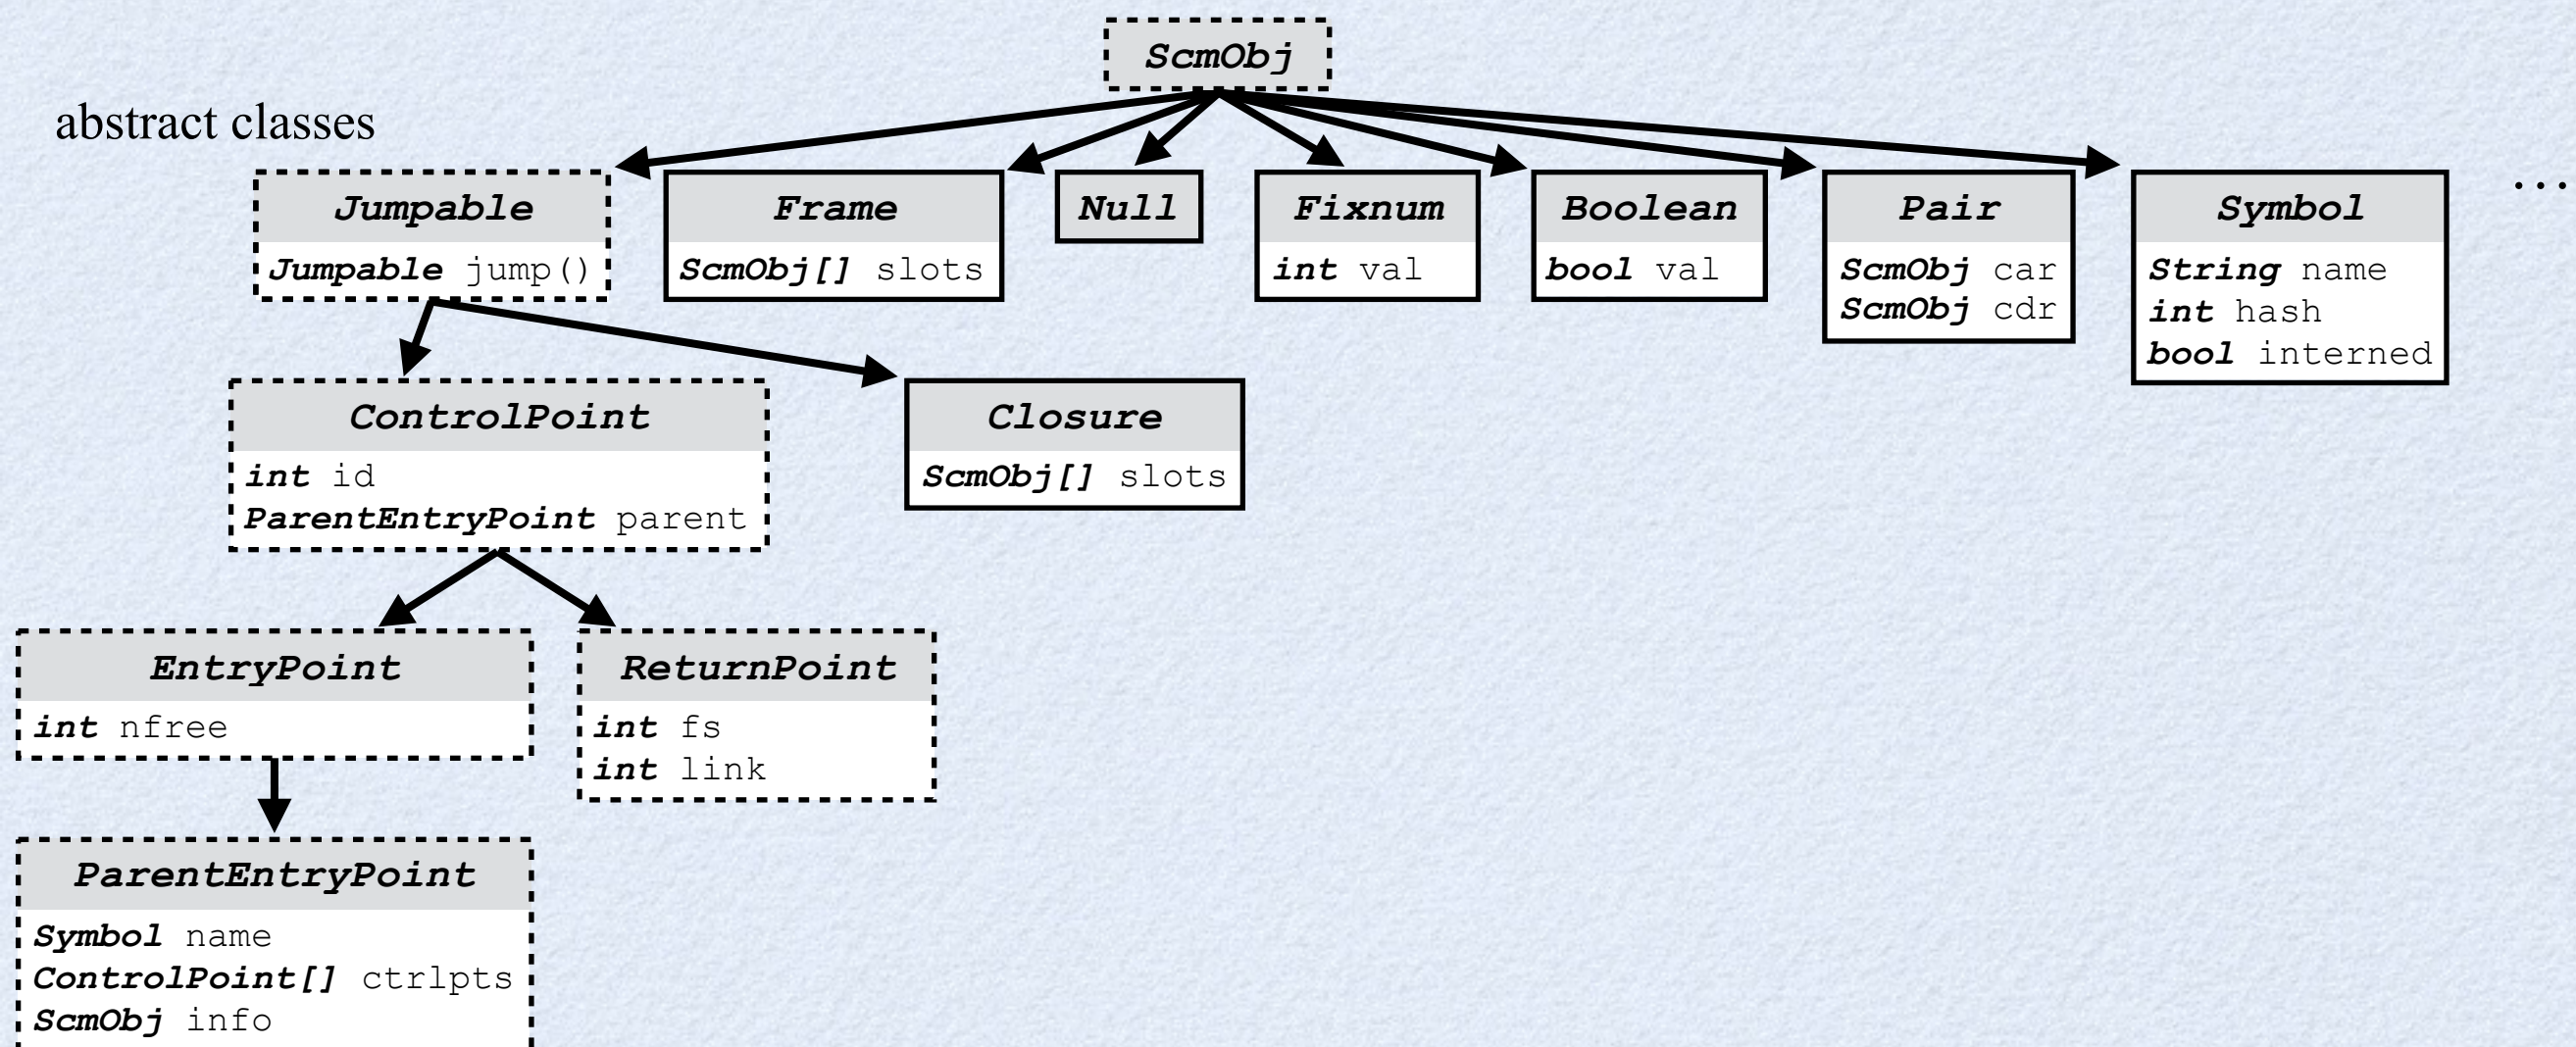 ScmObj
abstract classes
Jumpable
Jumpable jump()
Frame
ScmObj[] slots
Null
Fixnum
int val
Boolean
bool val
Pair
ScmObj car
ScmObj cdr
Symbol
String name
int hash
bool interned
...
ControlPoint
int id
ParentEntryPoint parent
Closure
ScmObj[] slots
EntryPoint
int nfree
ReturnPoint
int fs
int link
ParentEntryPoint
Symbol name
ControlPoint[] ctrlpts
ScmObj info